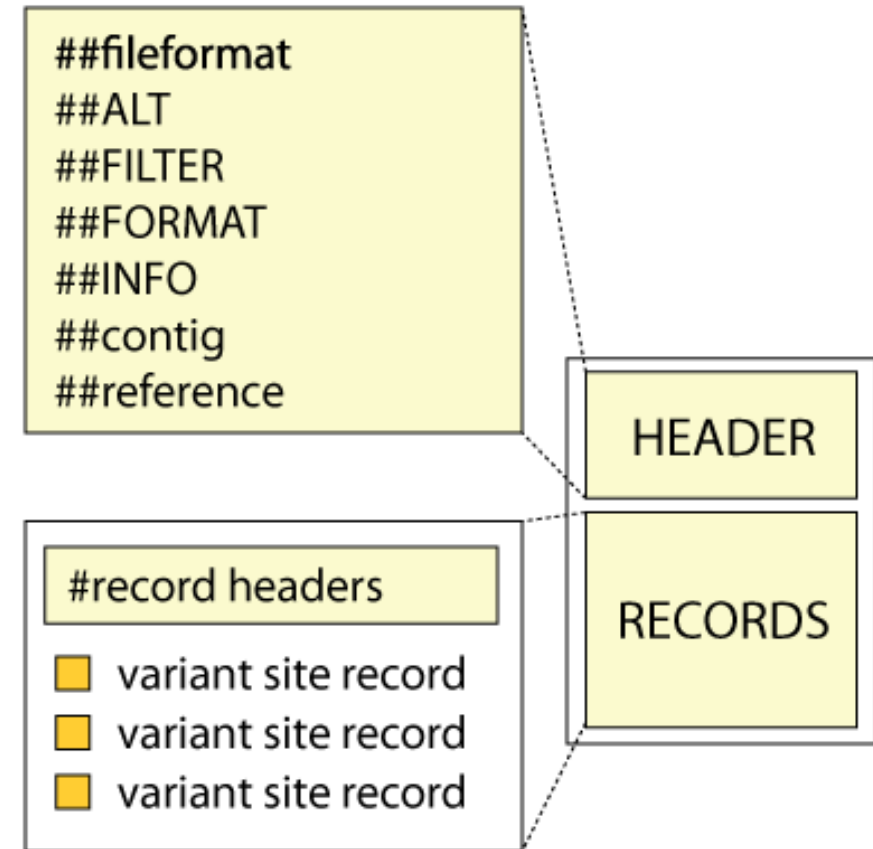 ##fileformat
##ALT
##FILTER
##FORMAT
##INFO
##contig
##reference
HEADER
RECORDS
#record headers
variant site record
variant site record
variant site record